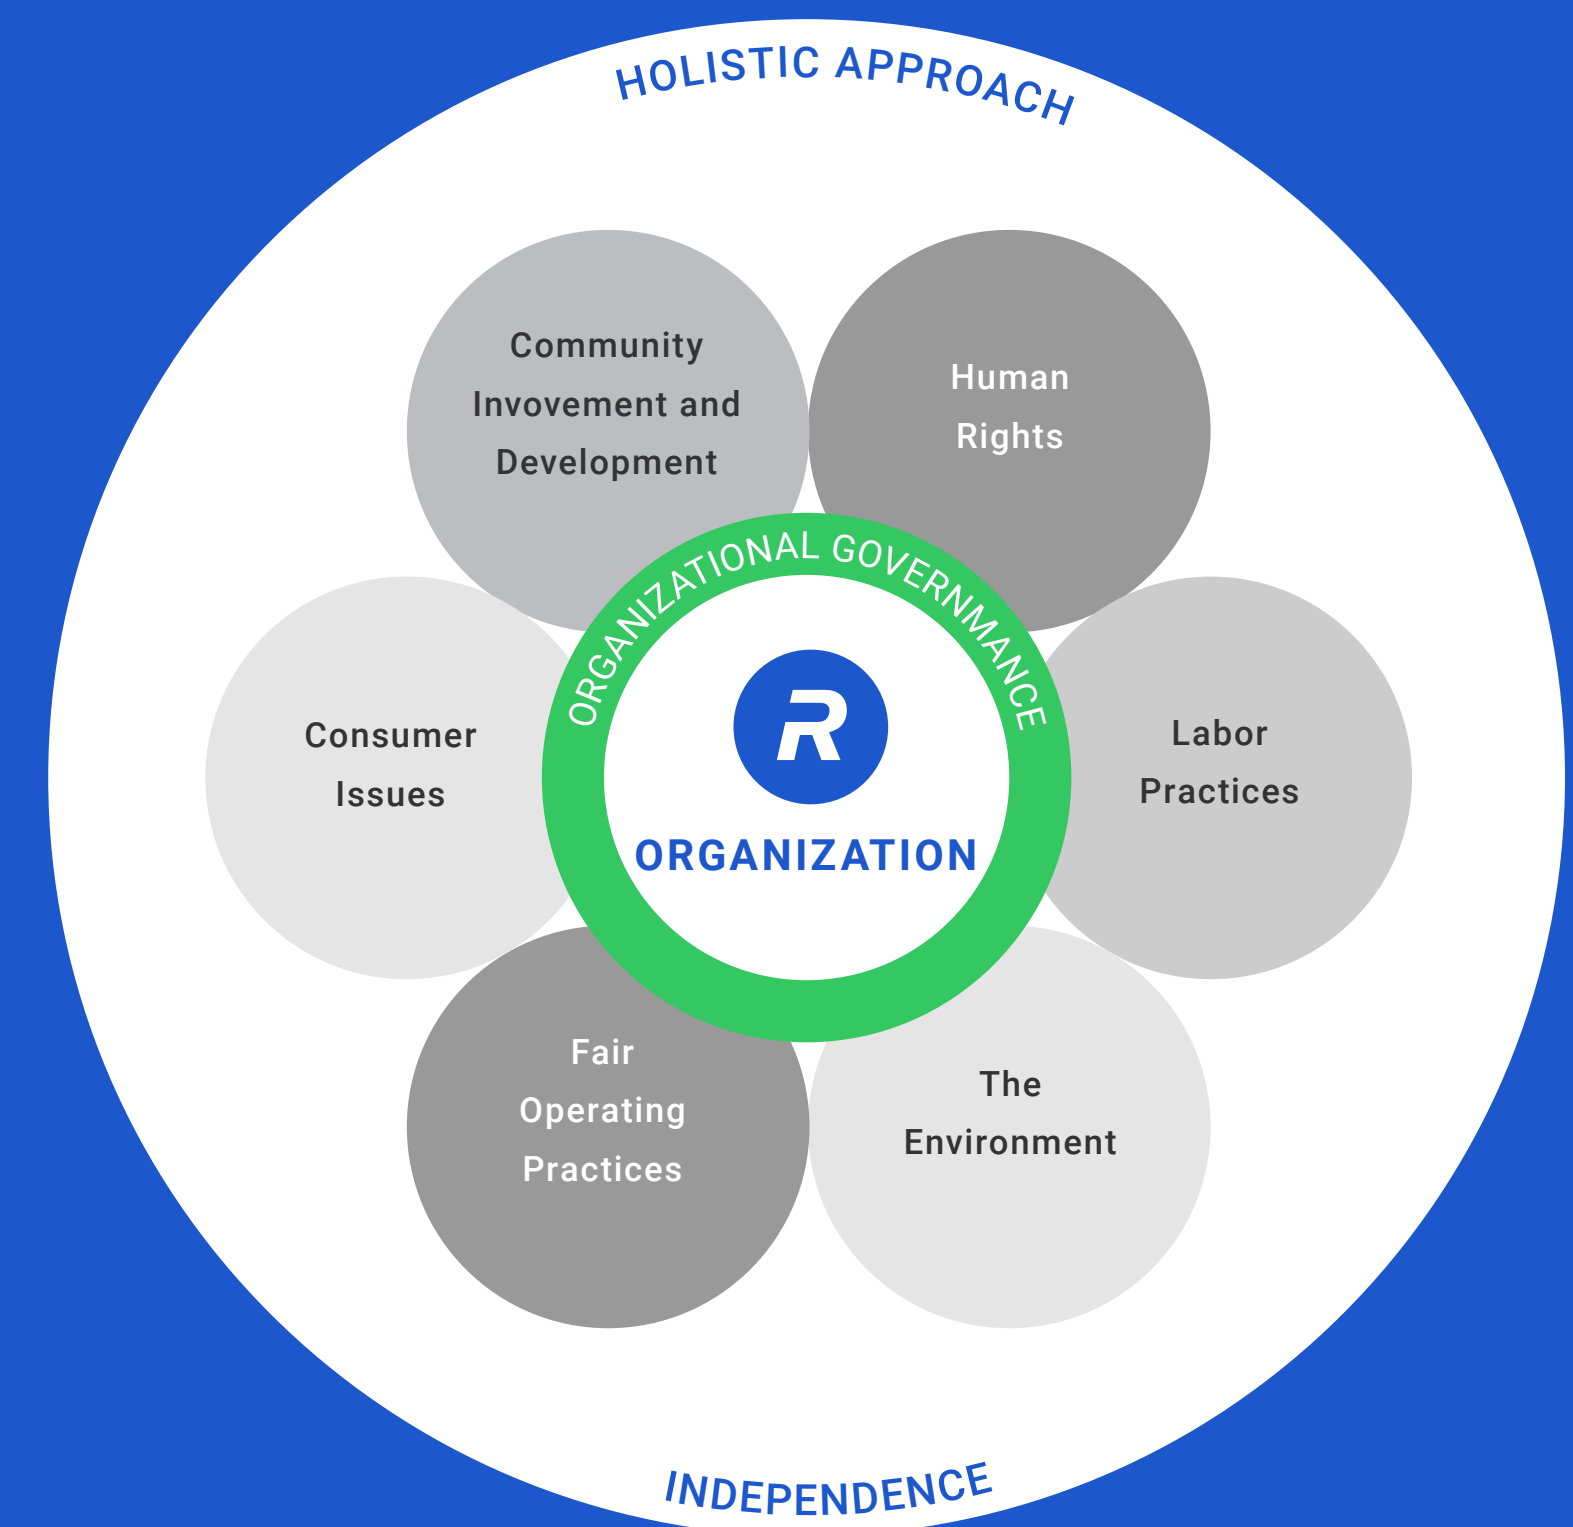 HOLISTIC APPROACH
Community
Invovement and
Development
Human
Rights
ORGANIZATIONAL GOVERNMANCE
R
ORGANIZATION
Consumer
Issues
Labor
Practices
Fair
Operating
Practices
The
Environment
INDEPENDENCE